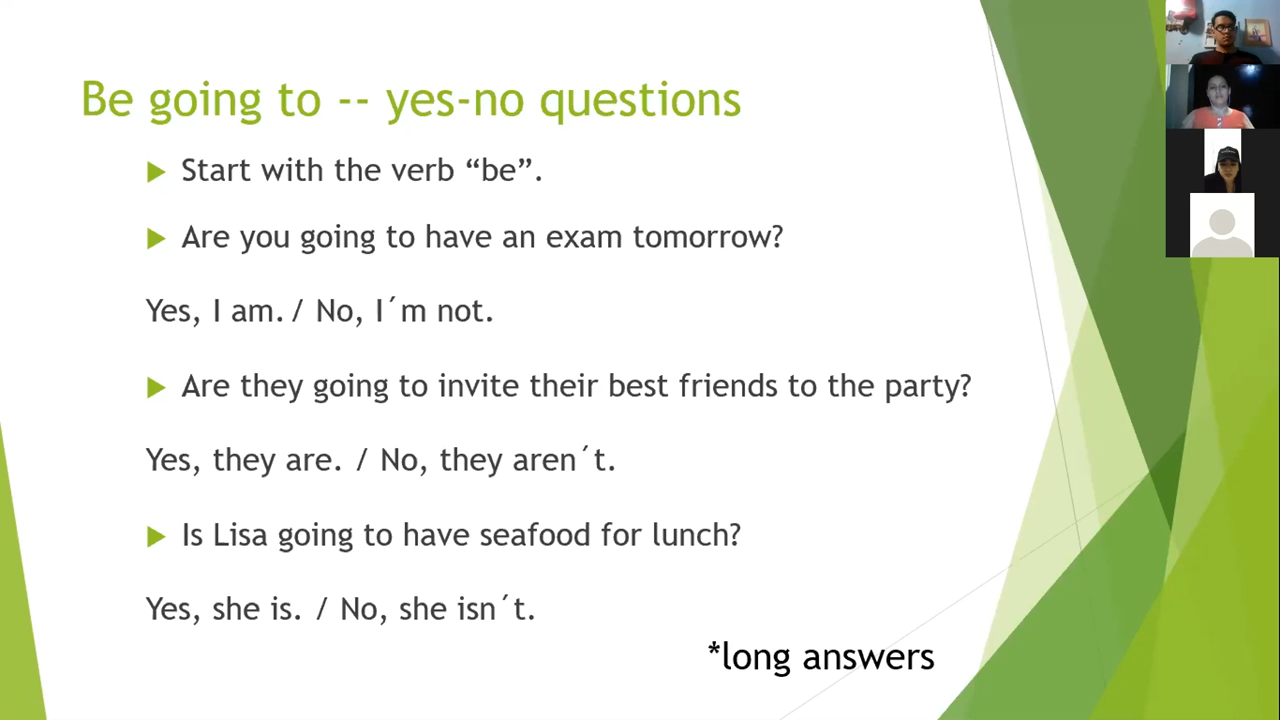 Be going to -- yes-no questions
Start with the verb “be”.
Are you going to have an exam tomorrow?
Yes, I am. / No, I´m not.
Are they going to invite their best friends to the party?
Yes, they are. / No, they aren´t.
Is Lisa going to have seafood for lunch?
Yes, she is. / No, she isn´t.
*long answers